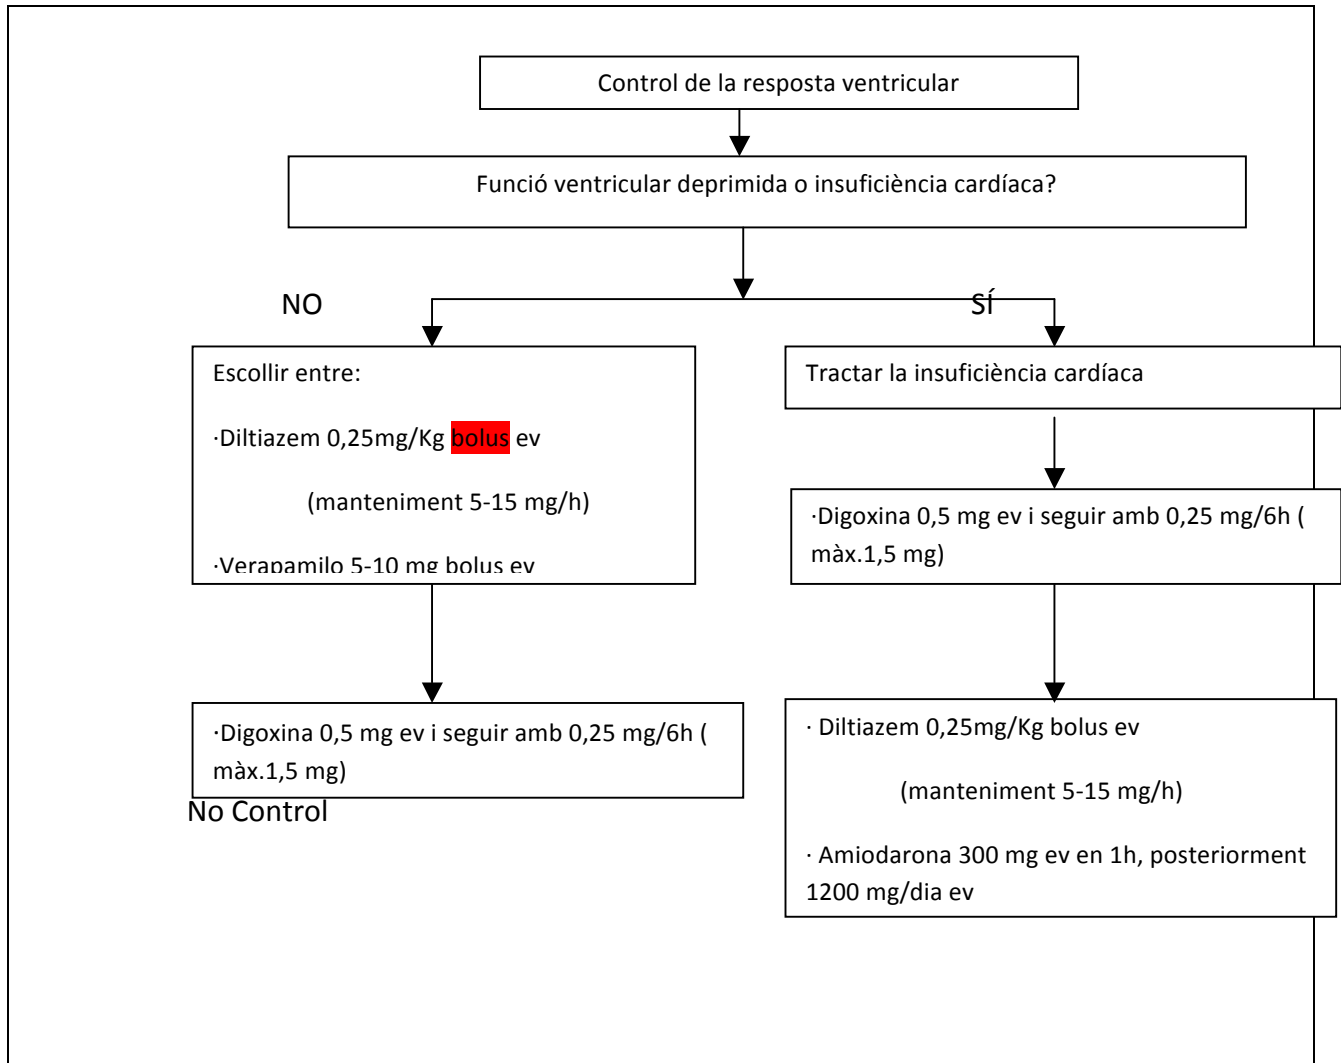 Control de la resposta ventricular
Funció ventricular deprimida o insuficiència cardíaca?
NO
SÍ
Escollir entre:
·Diltiazem 0,25mg/Kg bolus ev
(manteniment 5-15 mg/h)
·Verapamilo 5-10 mg bolus ev
Tractar la insuficiència cardíaca
·Digoxina 0,5 mg ev i seguir amb 0,25 mg/6h (
màx.1,5 mg)
·Digoxina 0,5 mg ev i seguir amb 0,25 mg/6h (
màx.1,5 mg)
No Control
· Diltiazem 0,25mg/Kg bolus ev
(manteniment 5-15 mg/h)
· Amiodarona 300 mg ev en 1h, posteriorment
1200 mg/dia ev